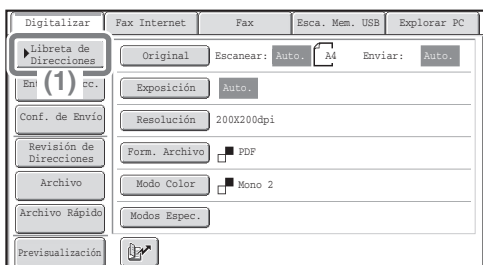 Digitalizar Fax Internet Fax Esca. Mem. USB Explorar PC
Libreta de
Direcciones
Original Escanear: Auto. A4 Enviar: Auto.
(1)
Exposición Auto.
Conf. de Envío
Resolución 200X200dpi
Revisión de
Direcciones
Form. Archivo PDF
Archivo
Modo Color Mono 2
Archivo Rápido
Modos Espec.
Previsualización